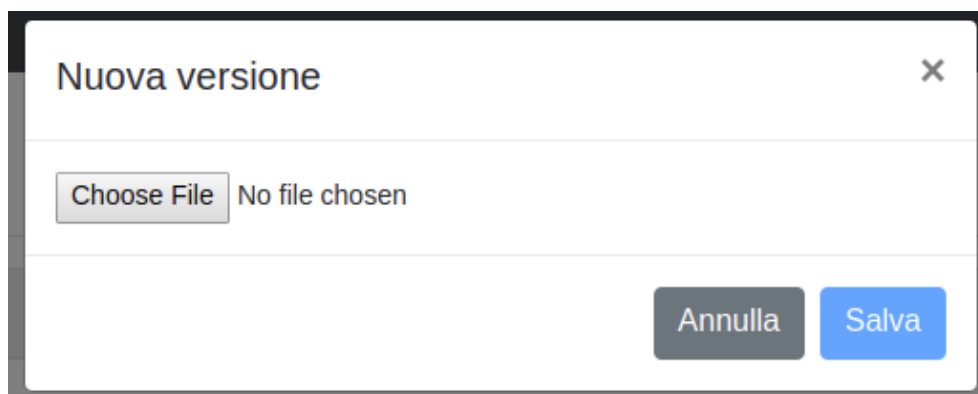 Nuova versione ×
Choose File No file chosen
Annulla Salva